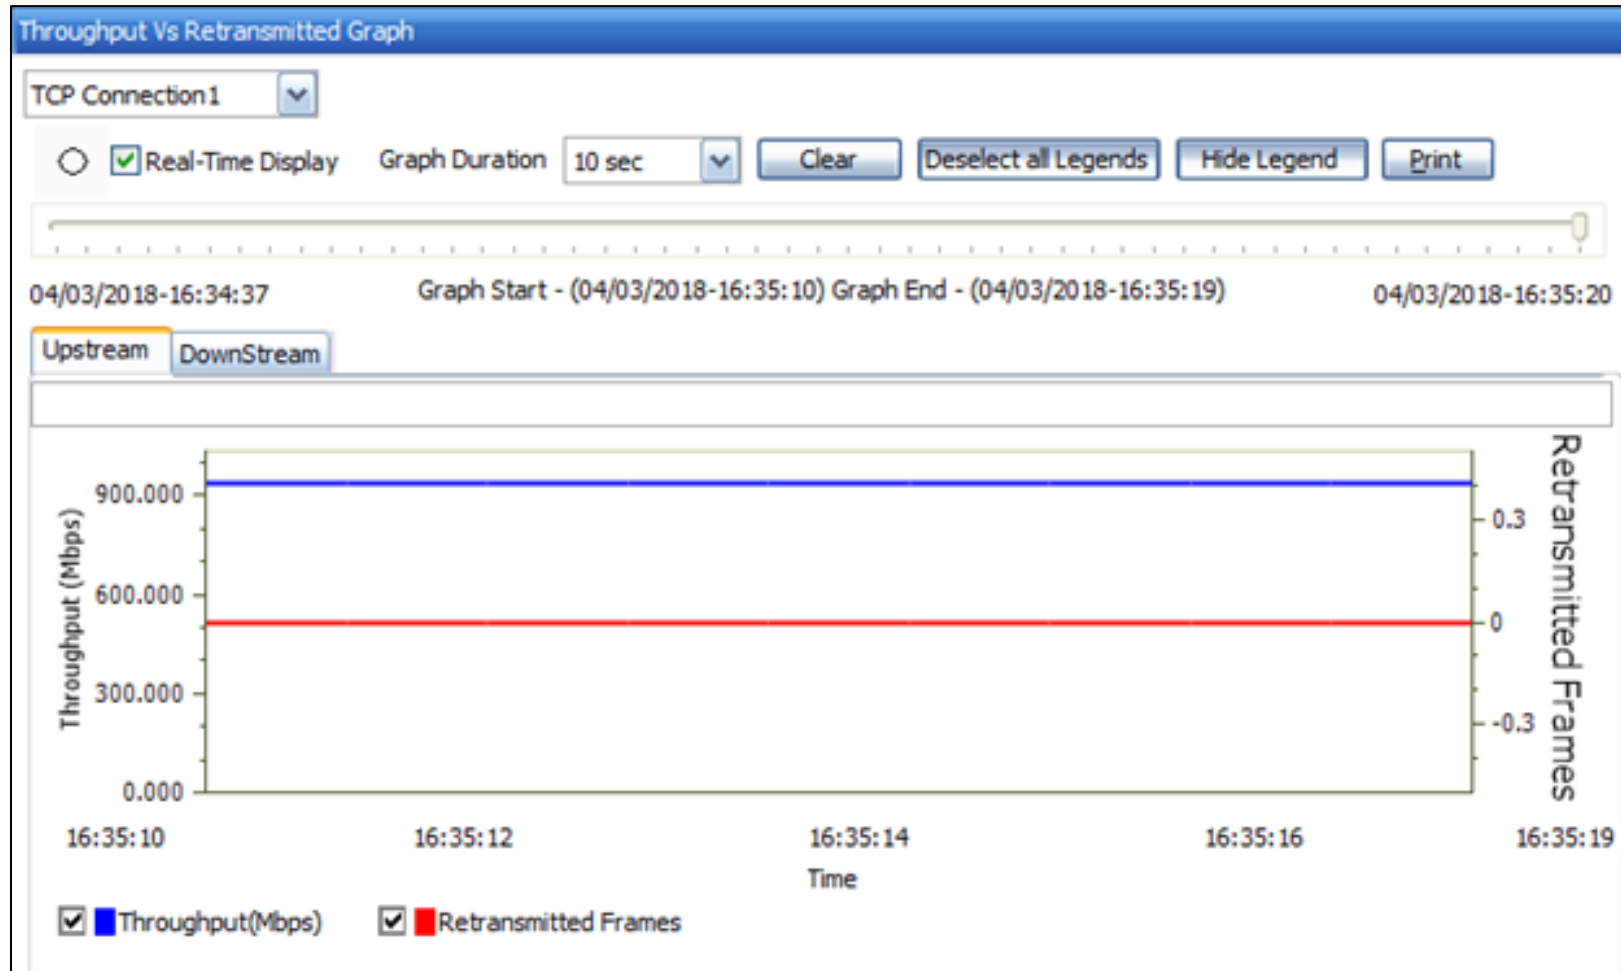 Throughput Vs Retransmitted Graph
TCP Connection1
Real-Time Display Graph Duration 10 sec Clear Deselect all Legends Hide Legend Print
04/03/2018-16:34:37 Graph Start - (04/03/2018-16:35:10) Graph End - (04/03/2018-16:35:19) 04/03/2018-16:35:20
Upstream DownStream
Throughput (Mbps)
900.000
600.000
300.000
0.000
0.3
0
-0.3
Retransmitted Frames
16:35:10 16:35:12 16:35:14 16:35:16 16:35:19
Time
Throughput(Mbps) Retransmitted Frames